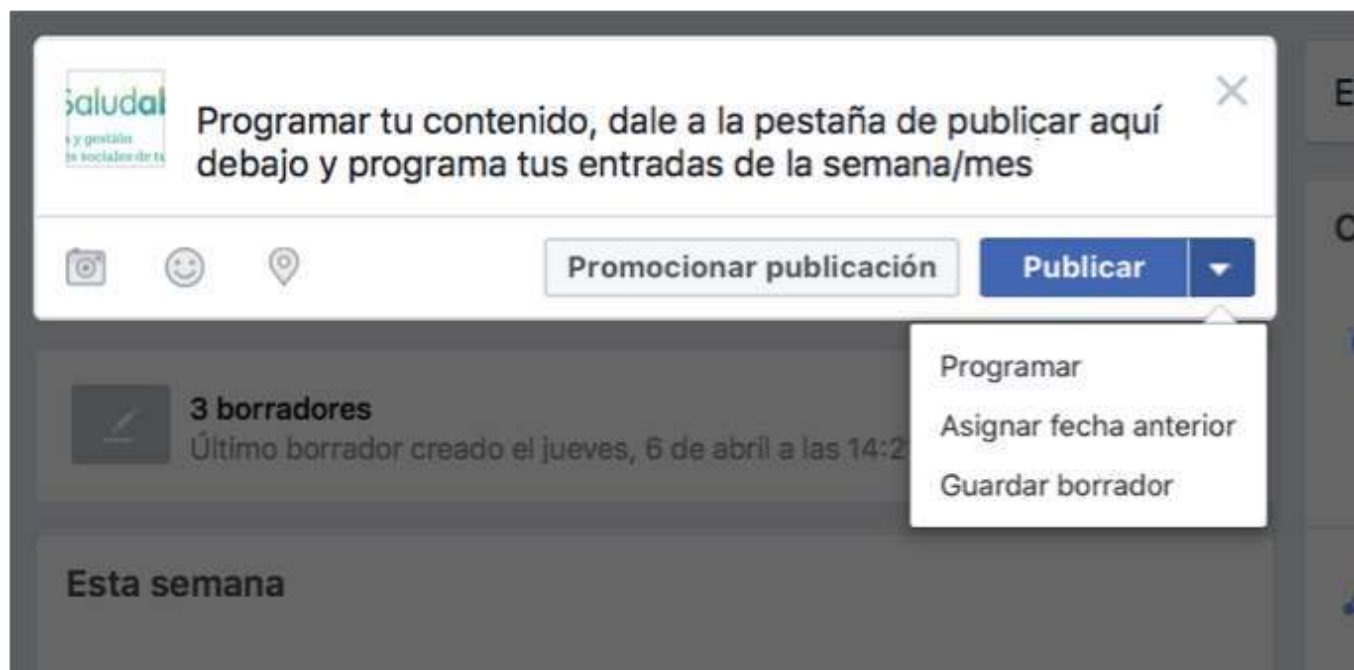 Saludal
s y gestión
es sociales de tu
Programar tu contenido, dale a la pestaña de publicar aquí
debajo y programa tus entradas de la semana/mes
Promocionar publicación
Publicar
Programar
Asignar fecha anterior
Guardar borrador
3 borradores
Último borrador creado el jueves, 6 de abril a las 14:2
Esta semana
E